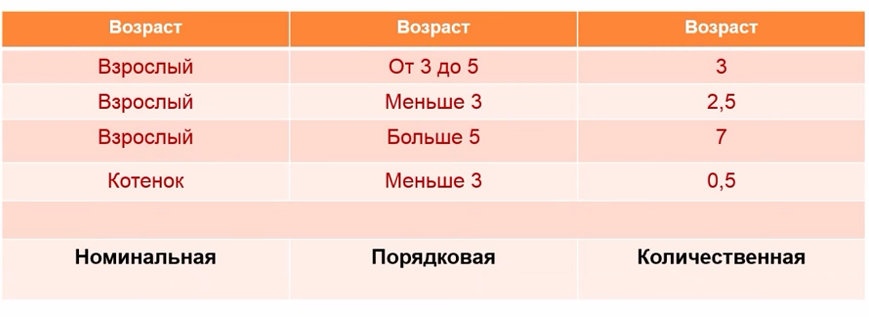 Возраст Возраст Возраст
Взрослый От 3 до 5 3
Взрослый Меньше 3 2,5
Взрослый Больше 5 7
Котенок Меньше 3 0,5
Номинальная Порядковая Количественная